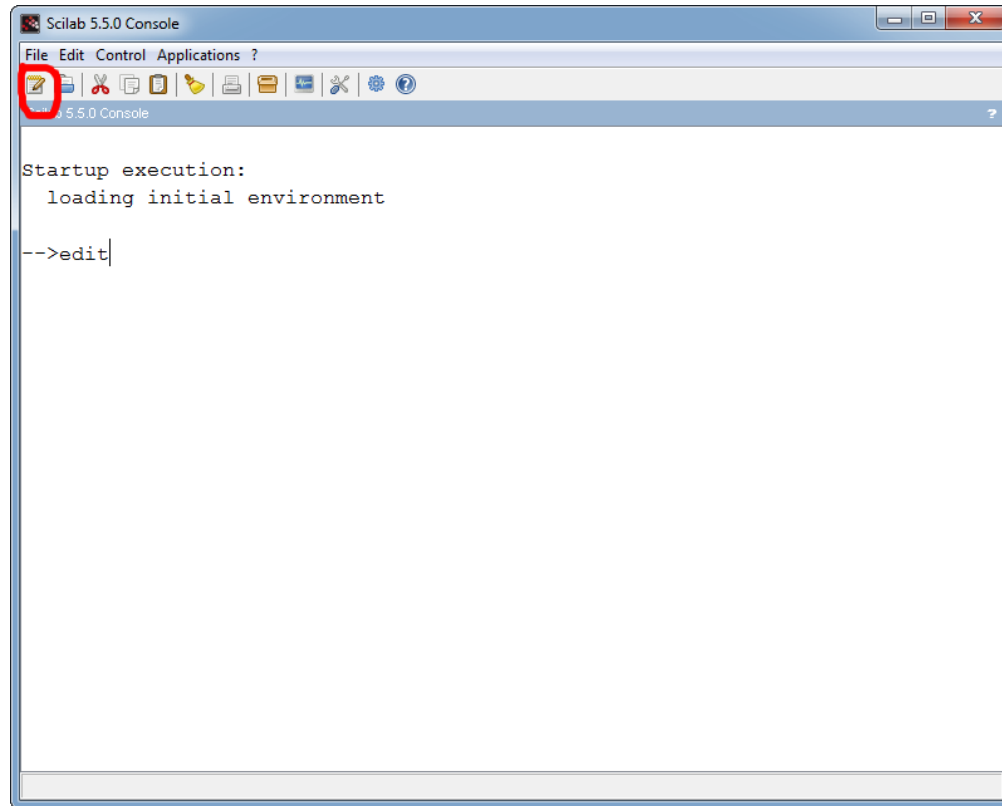 Scilab 5.5.0 Console
File Edit Control Applications ?
5.5.0 Console ?
Startup execution:
loading initial environment
-->edit